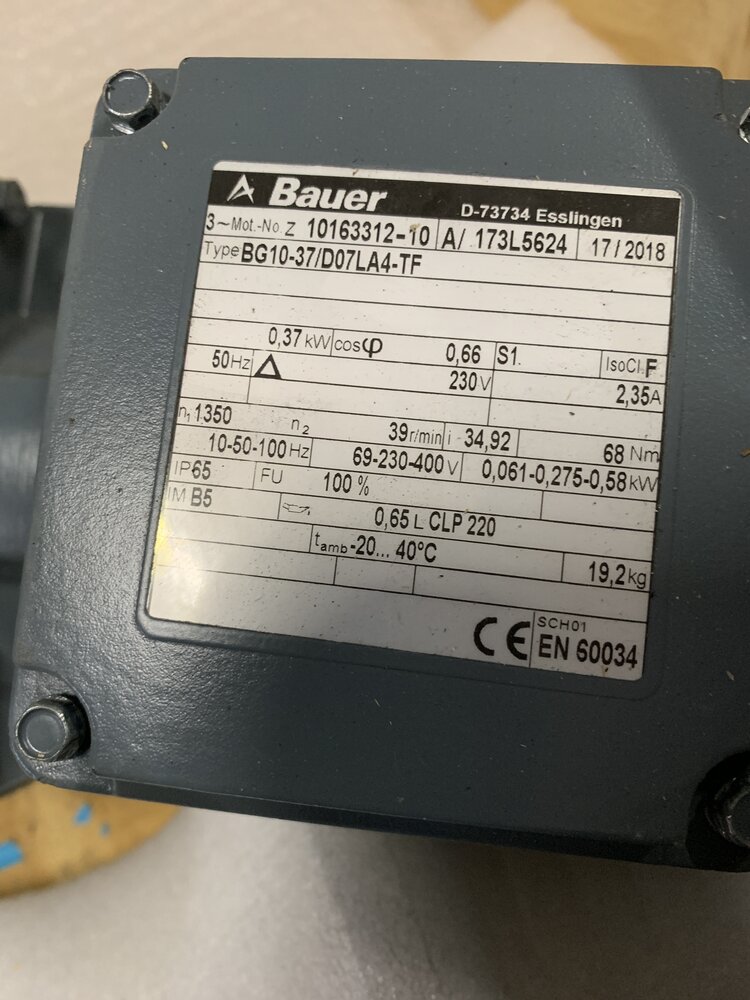 Bauer D-73734 Esslingen
3~Mot.-No. Z 10163312-10 A/ 173L5624 17/2018
Type BG10-37/D07LA4-TF
0,37 kW cosφ 0,66 S1. IsoCl. F
50Hz Δ 230V 2,35A
n₁ 1350 n₂ 39 r/min i - 34,92 68 Nm
10-50-100 Hz 69-230-400 V 0,061-0,275-0,58 kW
IP65 FU 100 %
IM B5 0,65 L CLP 220
tamb -20... 40°C 19,2kg
CE SCH01
EN 60034